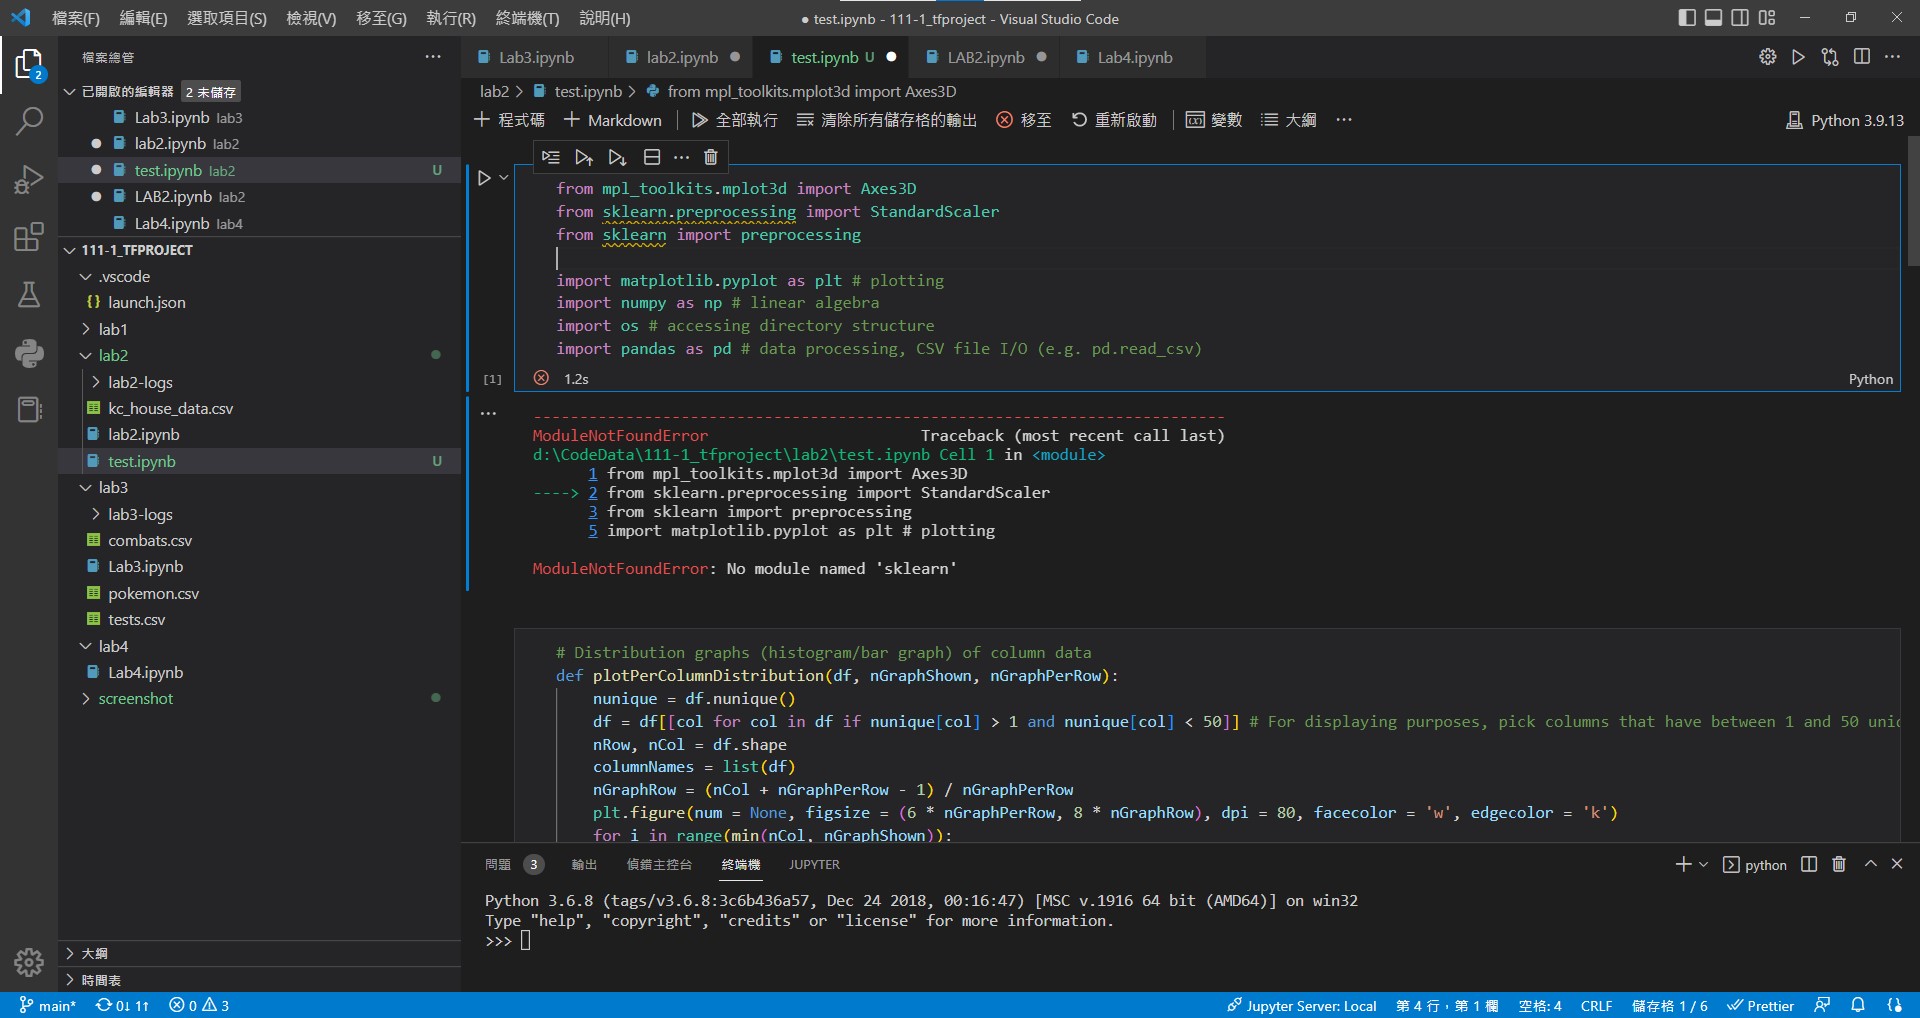 檔案(F) 編輯(E) 選取項目(S) 檢視(V) 移至(G) 執行(R) 終端機(T) 說明(H)
● test.ipynb - 111-1_tfproject - Visual Studio Code
檔案總管
2
已開啟的編輯器 2 未儲存
Lab3.ipynb lab3
lab2.ipynb lab2
test.ipynb lab2 U
LAB2.ipynb lab2
Lab4.ipynb lab4
111-1_TFPROJECT
.vscode
launch.json
lab1
lab2
lab2-logs
kc_house_data.csv
lab2.ipynb
test.ipynb U
lab3
lab3-logs
combats.csv
Lab3.ipynb
pokemon.csv
tests.csv
lab4
Lab4.ipynb
screenshot
大綱
時間表
Lab3.ipynb lab2.ipynb test.ipynb U LAB2.ipynb Lab4.ipynb
lab2 > test.ipynb > from mpl_toolkits.mplot3d import Axes3D
程式碼 Markdown 全部執行 清除所有儲存格的輸出 移至 重新啟動 變數 大綱 Python 3.9.13
from mpl_toolkits.mplot3d import Axes3D
from sklearn.preprocessing import StandardScaler
from sklearn import preprocessing
import matplotlib.pyplot as plt # plotting
import numpy as np # linear algebra
import os # accessing directory structure
import pandas as pd # data processing, CSV file I/O (e.g. pd.read_csv)
[1] 1.2s Python
---------------------------------------------------------------------------
ModuleNotFoundError Traceback (most recent call last)
d:\CodeData\111-1_tfproject\lab2\test.ipynb Cell 1 in <module>
1 from mpl_toolkits.mplot3d import Axes3D
----> 2 from sklearn.preprocessing import StandardScaler
3 from sklearn import preprocessing
5 import matplotlib.pyplot as plt # plotting
ModuleNotFoundError: No module named 'sklearn'
# Distribution graphs (histogram/bar graph) of column data
def plotPerColumnDistribution(df, nGraphShown, nGraphPerRow):
nunique = df.nunique()
df = df[[col for col in df if nunique[col] > 1 and nunique[col] < 50]] # For displaying purposes, pick columns that have between 1 and 50
nRow, nCol = df.shape
columnNames = list(df)
nGraphRow = (nCol + nGraphPerRow - 1) / nGraphPerRow
plt.figure(num = None, figsize = (6 * nGraphPerRow, 8 * nGraphRow), dpi = 80, facecolor = 'w', edgecolor = 'k')
for i in range(min(nCol, nGraphShown)):
問題 3 輸出 偵錯主控台 終端機 JUPYTER python
Python 3.6.8 (tags/v3.6.8:3c6b436a57, Dec 24 2018, 00:16:47) [MSC v.1916 64 bit (AMD64)] on win32
Type "help", "copyright", "credits" or "license" for more information.
>>>
main* 0↓ 1↑ 0 3 Jupyter Server: Local 第 4 行，第 1 欄 空格: 4 CRLF 儲存格 1 / 6 Prettier